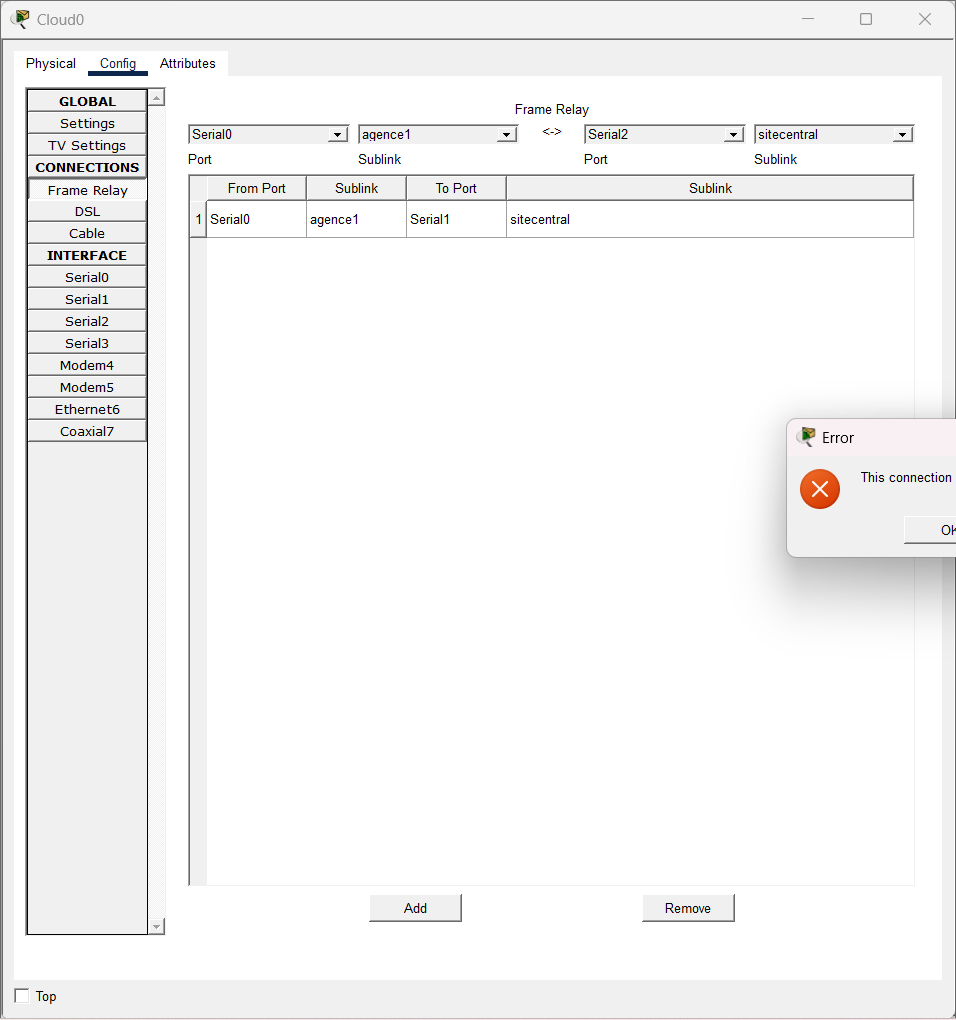 Cloud0
Physical Config Attributes
GLOBAL
Settings
TV Settings
CONNECTIONS
Frame Relay
DSL
Cable
INTERFACE
Serial0
Serial1
Serial2
Serial3
Modem4
Modem5
Ethernet6
Coaxial7
Frame Relay
Serial0 agence1 <-> Serial2 sitecentral
Port Sublink Port Sublink
From Port Sublink To Port Sublink
1 Serial0 agence1 Serial1 sitecentral
Error
This connection
OK
Add Remove
Top